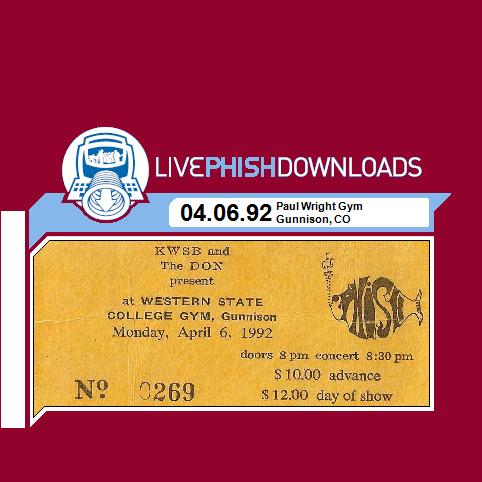 LIVEPHISHDOWNLOADS
04.06.92
Paul Wright Gym
Gunnison, CO
KWSB and
The DON
present
at WESTERN STATE
COLLEGE GYM, Gunnison
Monday, April 6, 1992
PHISH
doors 8 pm concert 8:30 pm
$10.00 advance
$12.00 day of show
Nº 0269